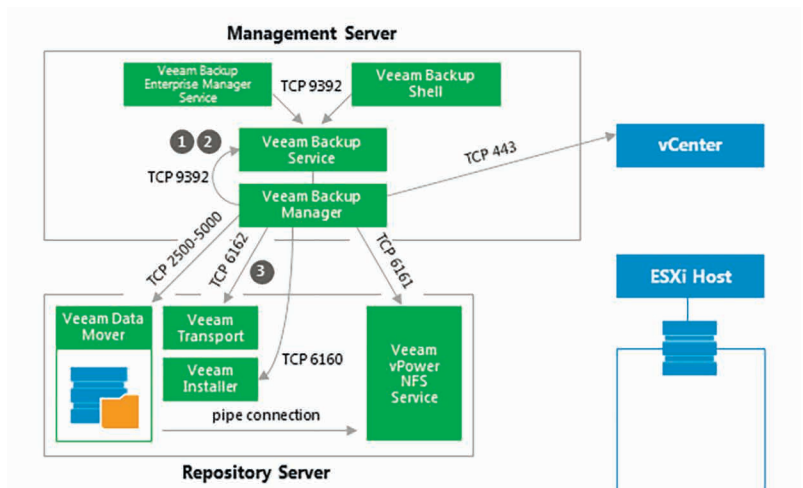 Management Server
Veeam Backup
Enterprise Manager
Service
TCP 9392
Veeam Backup
Shell
1 2
Veeam Backup
Service
TCP 9392
Veeam Backup
Manager
TCP 443
vCenter
TCP 2500-5000
TCP 6162
3
TCP 6161
ESXi Host
Veeam Data
Mover
Veeam
Transport
Veeam
Installer
TCP 6160
Veeam
vPower
NFS
Service
pipe connection
Repository Server